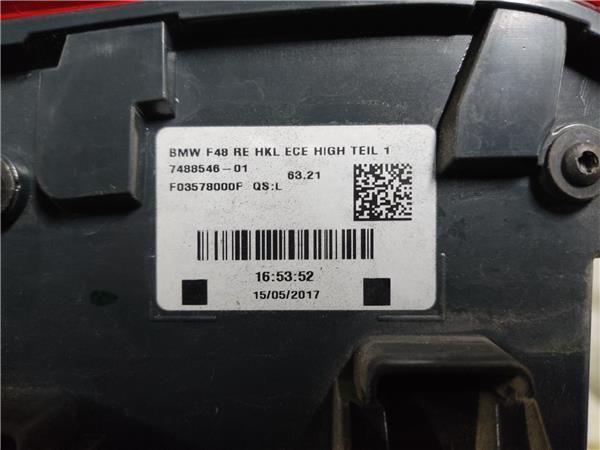 BMW F48 RE HKL ECE HIGH TEIL 1
7488546-01 63.21
F03578000F QS:L
16:53:52
15/05/2017